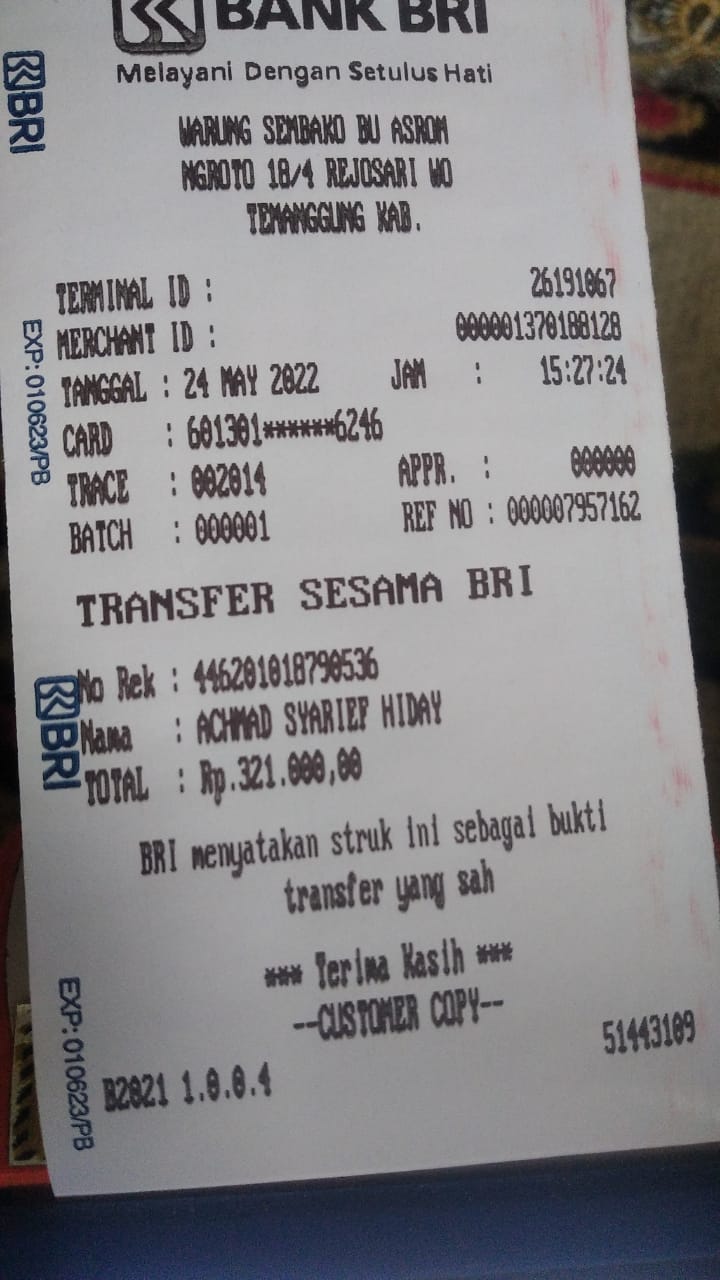 BANK BRI
Melayani Dengan Setulus Hati
BRI
WARUNG SEMBAKO BU ASROM
NGROTO 18/4 REJOSARI WO
TEMANGGUNG KAB.
TERMINAL ID : 26191067
MERCHANT ID : 000001370188128
TANGGAL : 24 MAY 2022 JAM : 15:27:24
CARD : 601301******6246
TRACE : 002014 APPR. : 000000
BATCH : 000001 REF NO : 000007957162
EXP: 010623/PB
TRANSFER SESAMA BRI
No Rek : 446201018790536
Nama : ACHMAD SYARIEF HIDAY
TOTAL : Rp.321.000,00
BRI
BRI menyatakan struk ini sebagai bukti
transfer yang sah
*** Terima Kasih ***
--CUSTOMER COPY--
51443109
B2021 1.0.0.4
EXP: 010623/PB